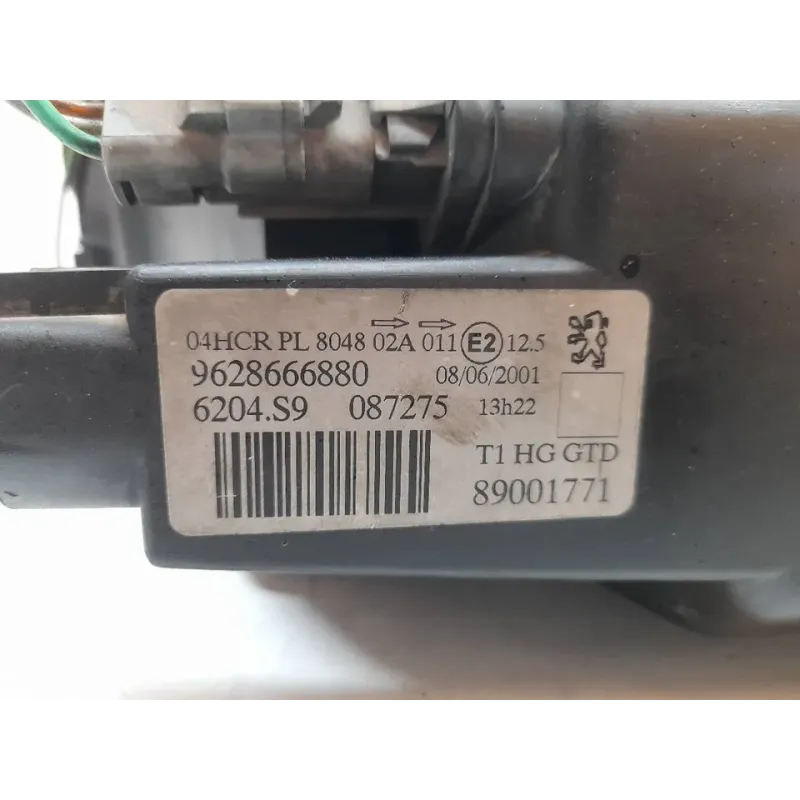 04HCR PL 8048 02A 011 E2 12.5
9628666880 08/06/2001
6204.S9 087275 13h22
T1 HG GTD
89001771